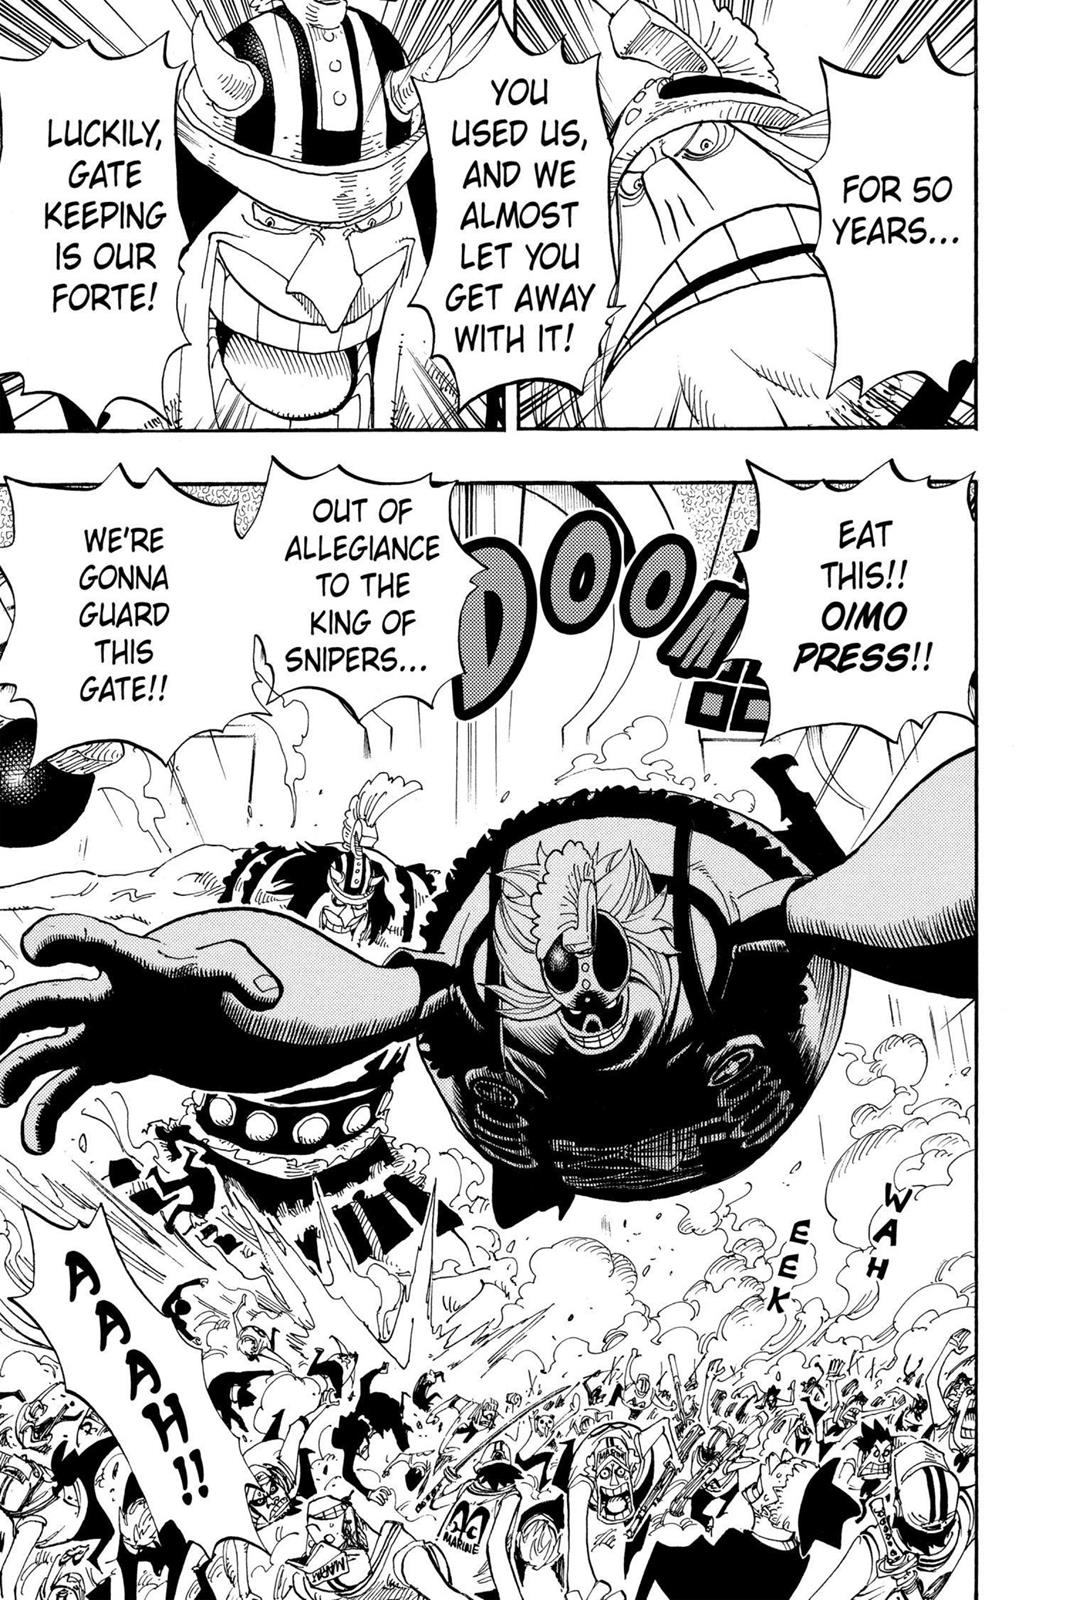 FOR 50
YEARS...
YOU
USED US,
AND WE
ALMOST
LET YOU
GET AWAY
WITH IT!
LUCKILY,
GATE
KEEPING
IS OUR
FORTE!
EAT
THIS!!
OIMO
PRESS!!
DOOM
OUT OF
ALLEGIANCE
TO THE
KING OF
SNIPERS...
WE'RE
GONNA
GUARD
THIS
GATE!!
WAH
EEK
AAAAH!!
MARINE
MARINE